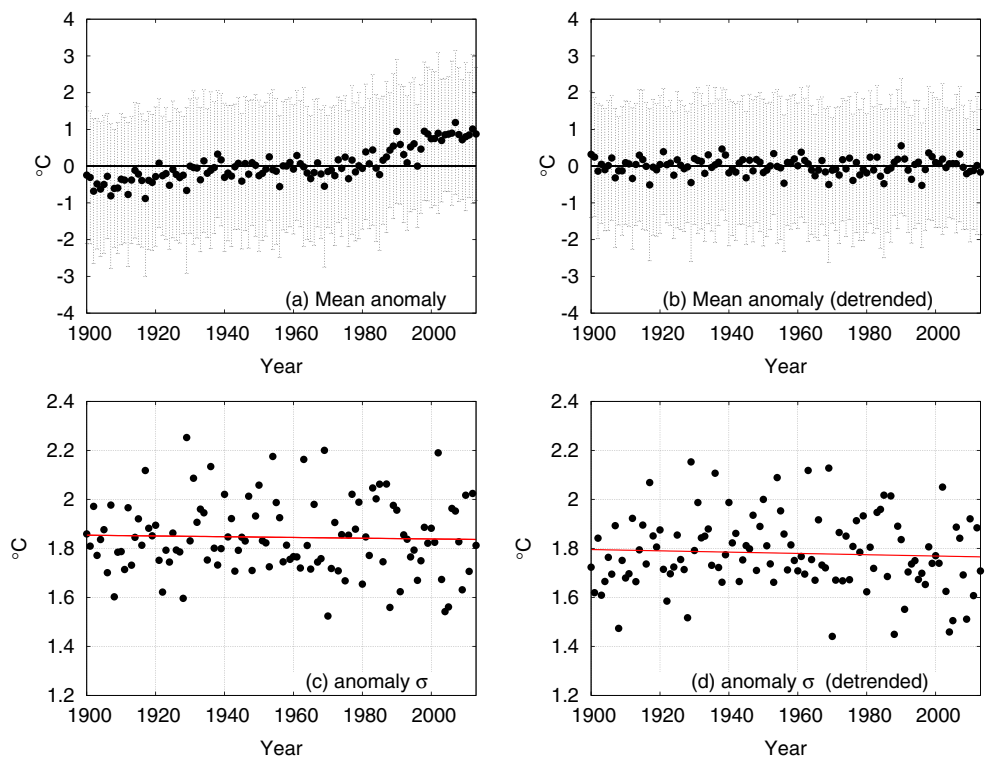 4
3
2
1
0
-1
-2
-3
-4
°C
(a) Mean anomaly
1900 1920 1940 1960 1980 2000
Year
4
3
2
1
0
-1
-2
-3
-4
°C
(b) Mean anomaly (detrended)
1900 1920 1940 1960 1980 2000
Year
2.4
2.2
2
1.8
1.6
1.4
1.2
°C
(c) anomaly σ
1900 1920 1940 1960 1980 2000
Year
2.4
2.2
2
1.8
1.6
1.4
1.2
°C
(d) anomaly σ (detrended)
1900 1920 1940 1960 1980 2000
Year